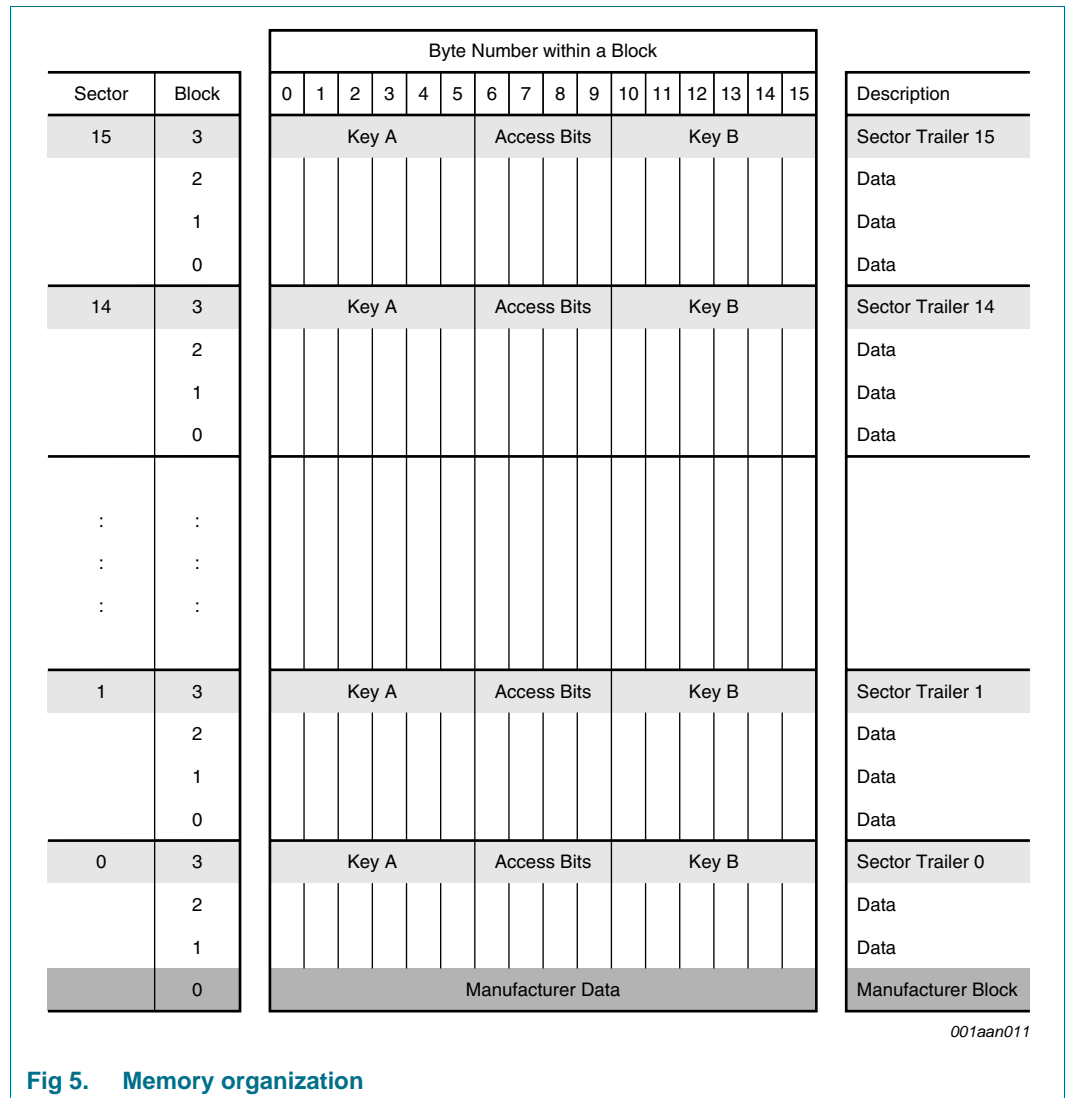 Byte Number within a Block
Sector Block 0 1 2 3 4 5 6 7 8 9 10 11 12 13 14 15 Description
15 3 Key A Access Bits Key B Sector Trailer 15
2 Data
1 Data
0 Data
14 3 Key A Access Bits Key B Sector Trailer 14
2 Data
1 Data
0 Data
: :
: :
: :
1 3 Key A Access Bits Key B Sector Trailer 1
2 Data
1 Data
0 Data
0 3 Key A Access Bits Key B Sector Trailer 0
2 Data
1 Data
0 Manufacturer Data Manufacturer Block
001aan011
Fig 5. Memory organization